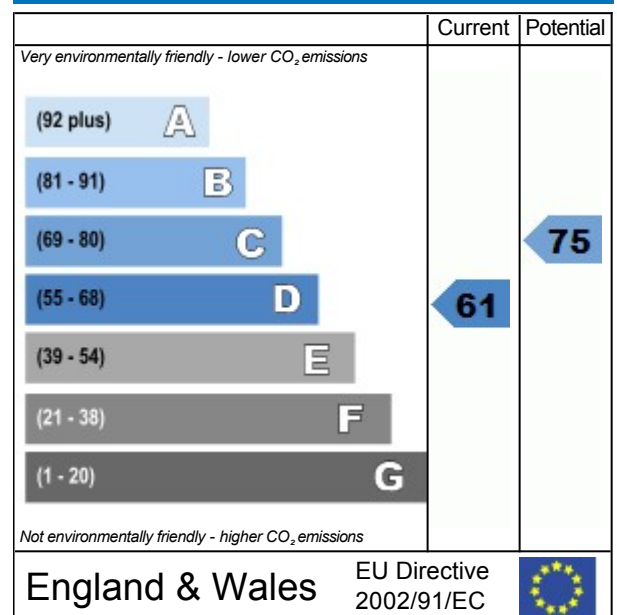 Current Potential
Very environmentally friendly - lower CO₂ emissions
(92 plus) A
(81 - 91) B
(69 - 80) C
75
(55 - 68) D
61
(39 - 54) E
(21 - 38) F
(1 - 20) G
Not environmentally friendly - higher CO₂ emissions
England & Wales
EU Directive
2002/91/EC